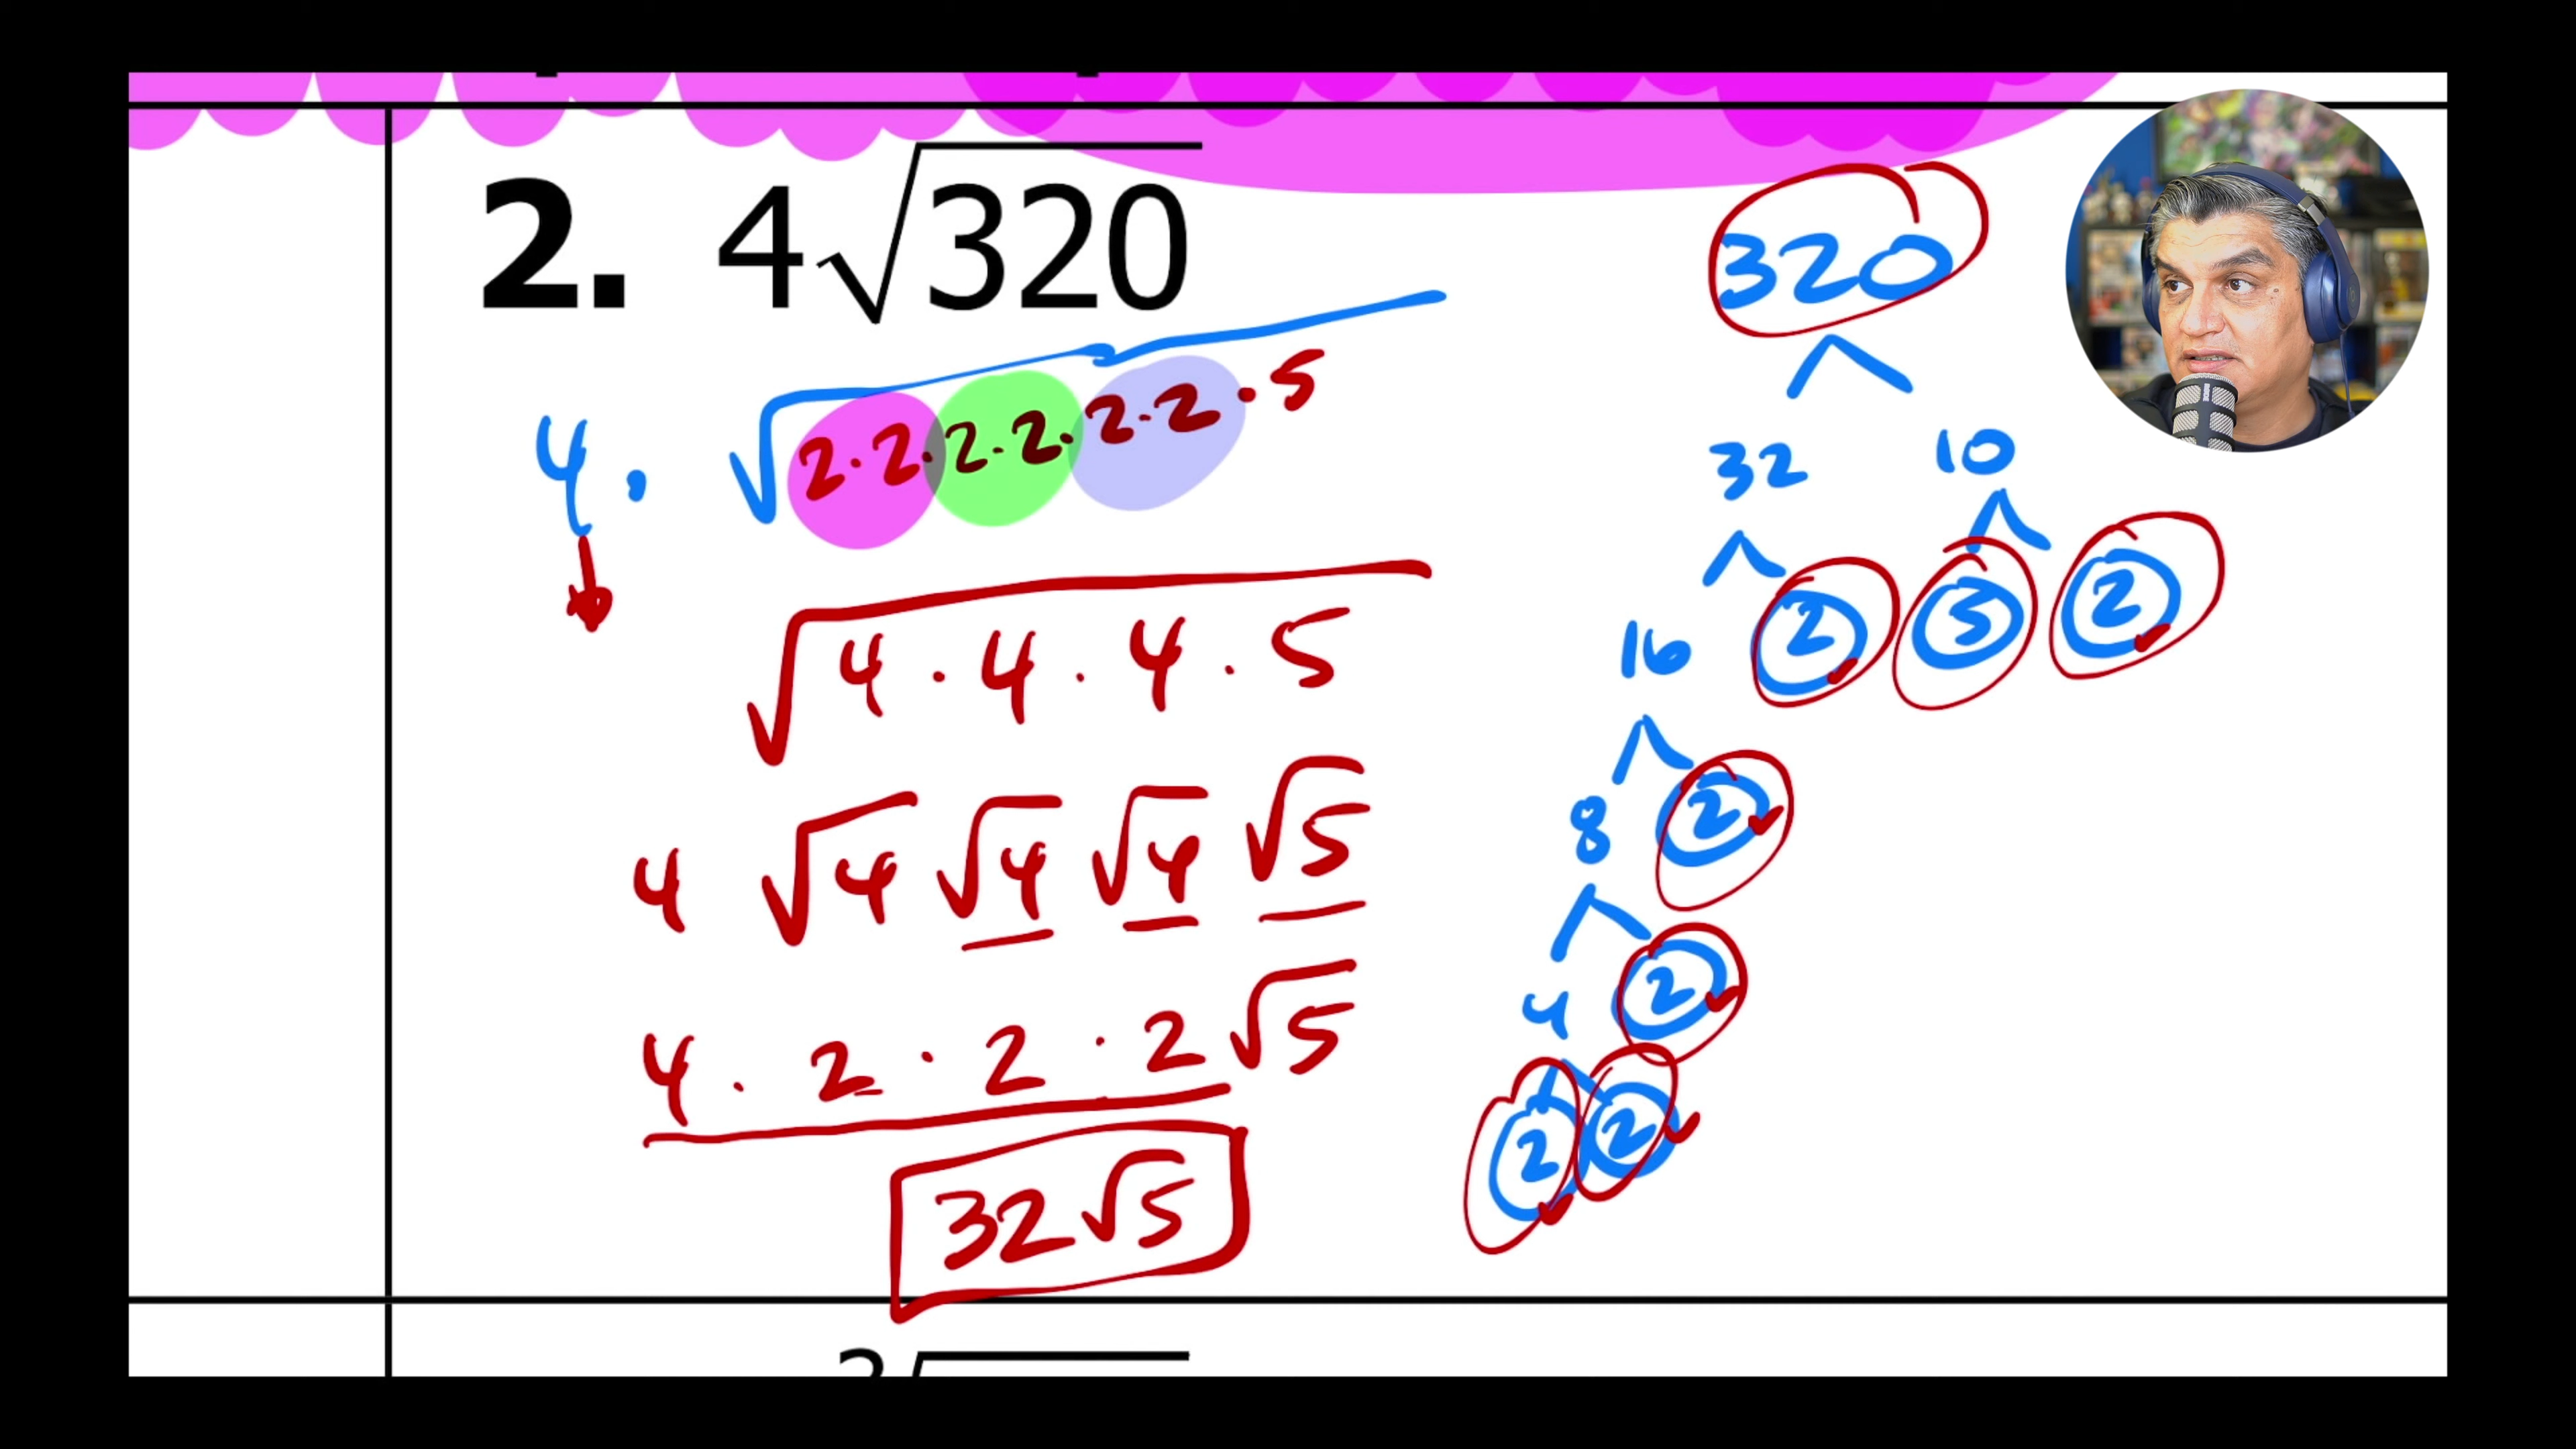 2. 4√320
4 · √2·2·2·2·2·2·5
√4 · 4 · 4 · 5
4 √4 √4 √4 √5
4 · 2 · 2 · 2 √5
32√5
320
32 10
16 2 5 2
8 2
4 2
2 2